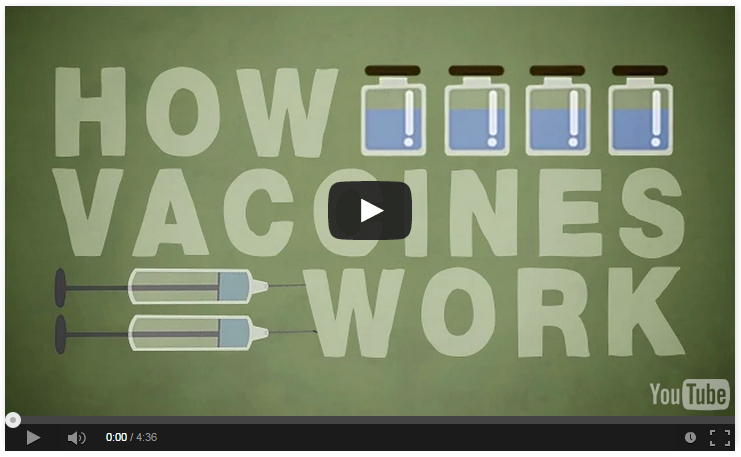 HOW
VACCINES
WORK
YouTube
0:00 / 4:36